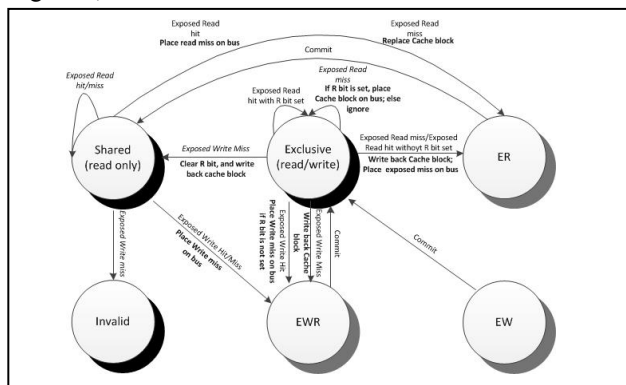 Exposed Read
hit
Place read miss on bus
Exposed Read
miss
Replace Cache block
Commit
Exposed Read
hit/miss
Exposed Read
hit with R bit set
Exposed Read
miss
If R bit is set, place
Cache block on bus; else
ignore
Shared
(read only)
Exposed Write Miss
Clear R bit, and write
back cache block
Exclusive
(read/write)
Exposed Read miss/Exposed
Read hit withoyt R bit set
Write back Cache block;
Place exposed miss on bus
ER
Exposed Write miss
Exposed Write Hit/Miss
Place Write miss
on bus
Exposed Write Hit
Place Write miss on bus
if R bit is not set
Exposed Write Miss
Write back Cache
block
Commit
Commit
Invalid
EWR
EW